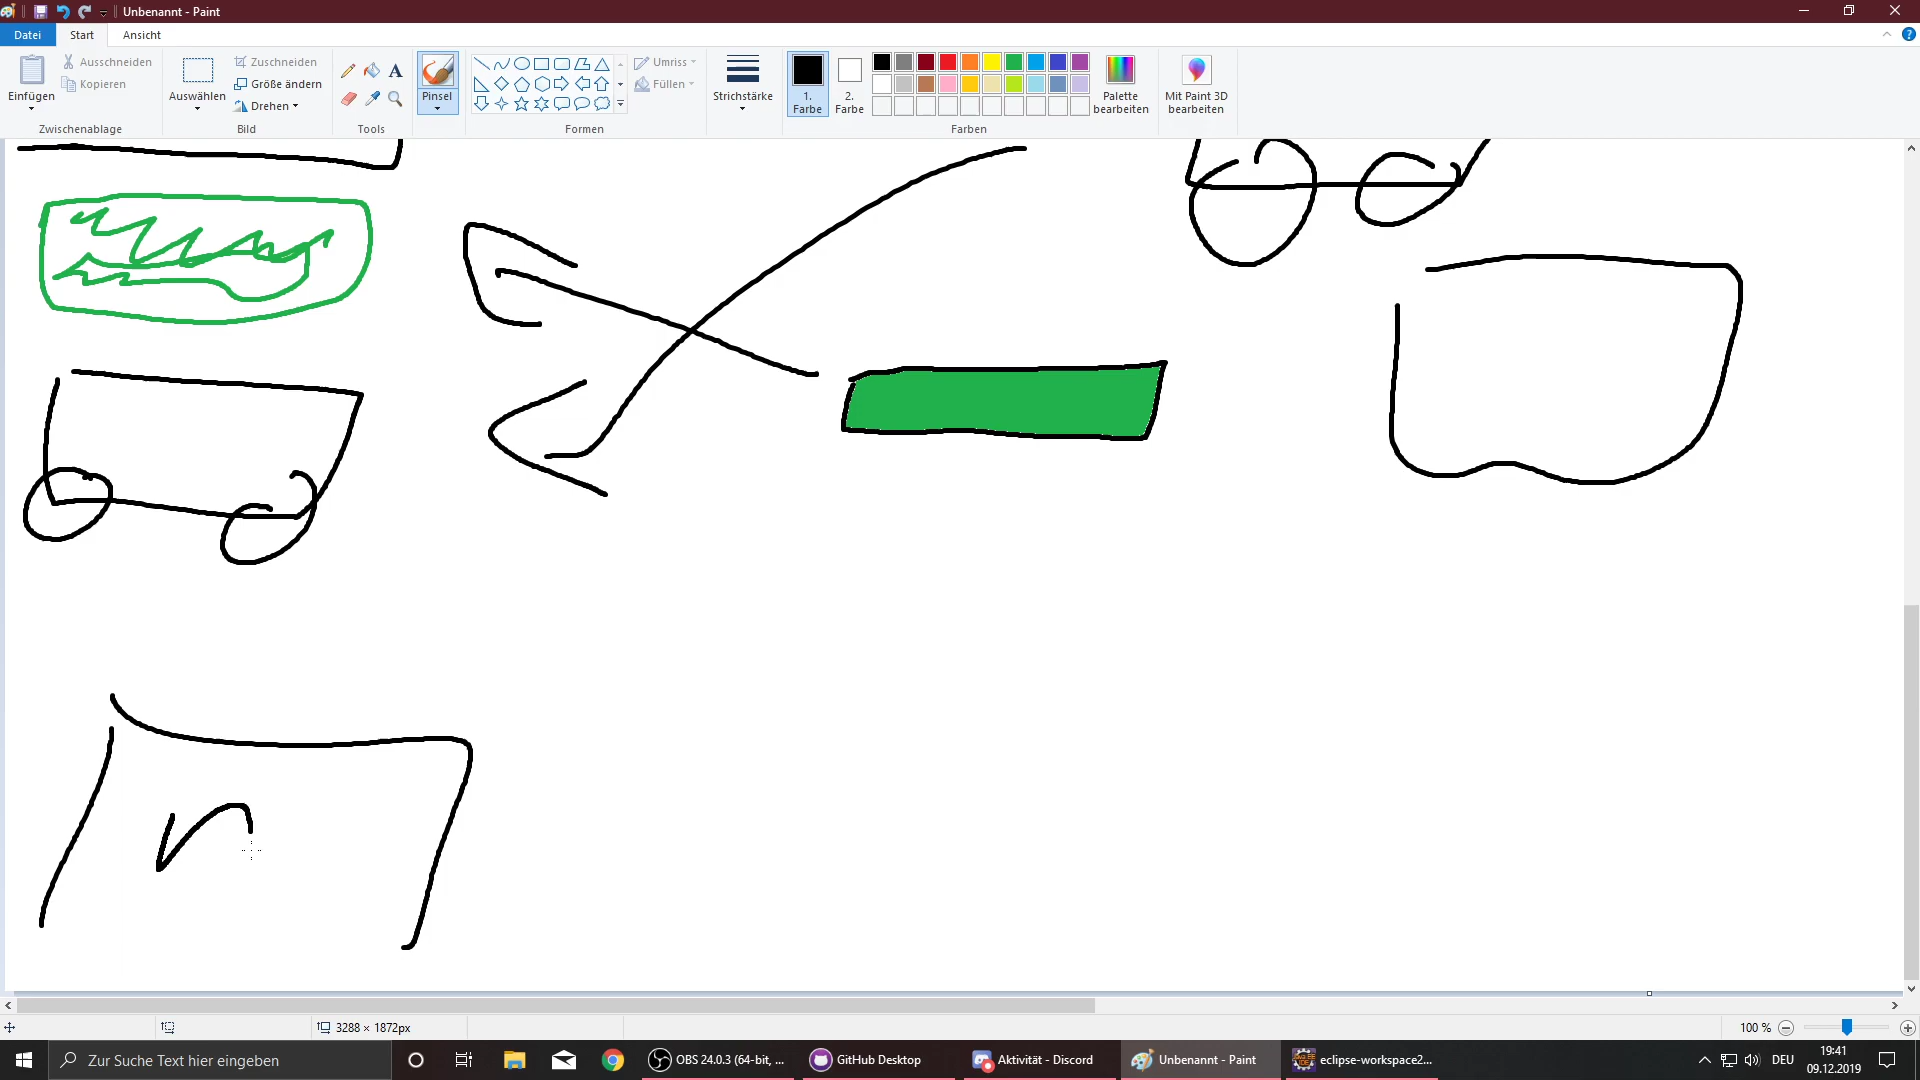 Unbenannt - Paint
Datei Start Ansicht
Einfügen
Ausschneiden
Kopieren
Zwischenablage
Auswählen
Zuschneiden
Größe ändern
Drehen
Bild
A
Tools
Pinsel
Umriss
Füllen
Formen
Strichstärke
1.
Farbe
2.
Farbe
Palette
bearbeiten
Farben
Mit Paint 3D
bearbeiten
3288 × 1872px
100 %
Zur Suche Text hier eingeben
OBS 24.0.3 (64-bit, ...
GitHub Desktop
Aktivität - Discord
Unbenannt - Paint
eclipse-workspace2...
DEU
19:41
09.12.2019